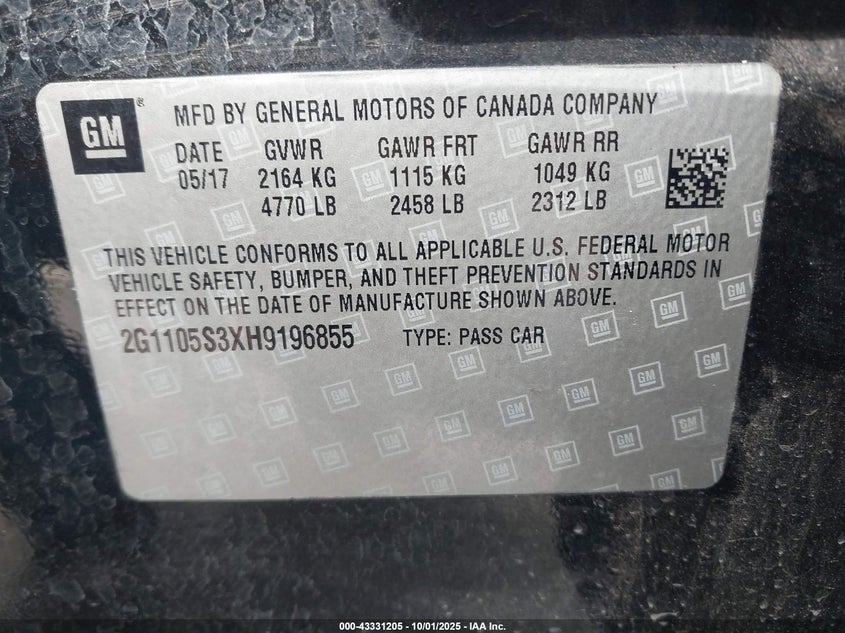 GM ® MFD BY GENERAL MOTORS OF CANADA COMPANY
DATE GVWR GAWR FRT GAWR RR
05/17 2164 KG 1115 KG 1049 KG
4770 LB 2458 LB 2312 LB
THIS VEHICLE CONFORMS TO ALL APPLICABLE U.S. FEDERAL MOTOR
VEHICLE SAFETY, BUMPER, AND THEFT PREVENTION STANDARDS IN
EFFECT ON THE DATE OF MANUFACTURE SHOWN ABOVE.
2G1105S3XH9196855 TYPE: PASS CAR
000-43331205 - 10/01/2025 - IAA Inc.